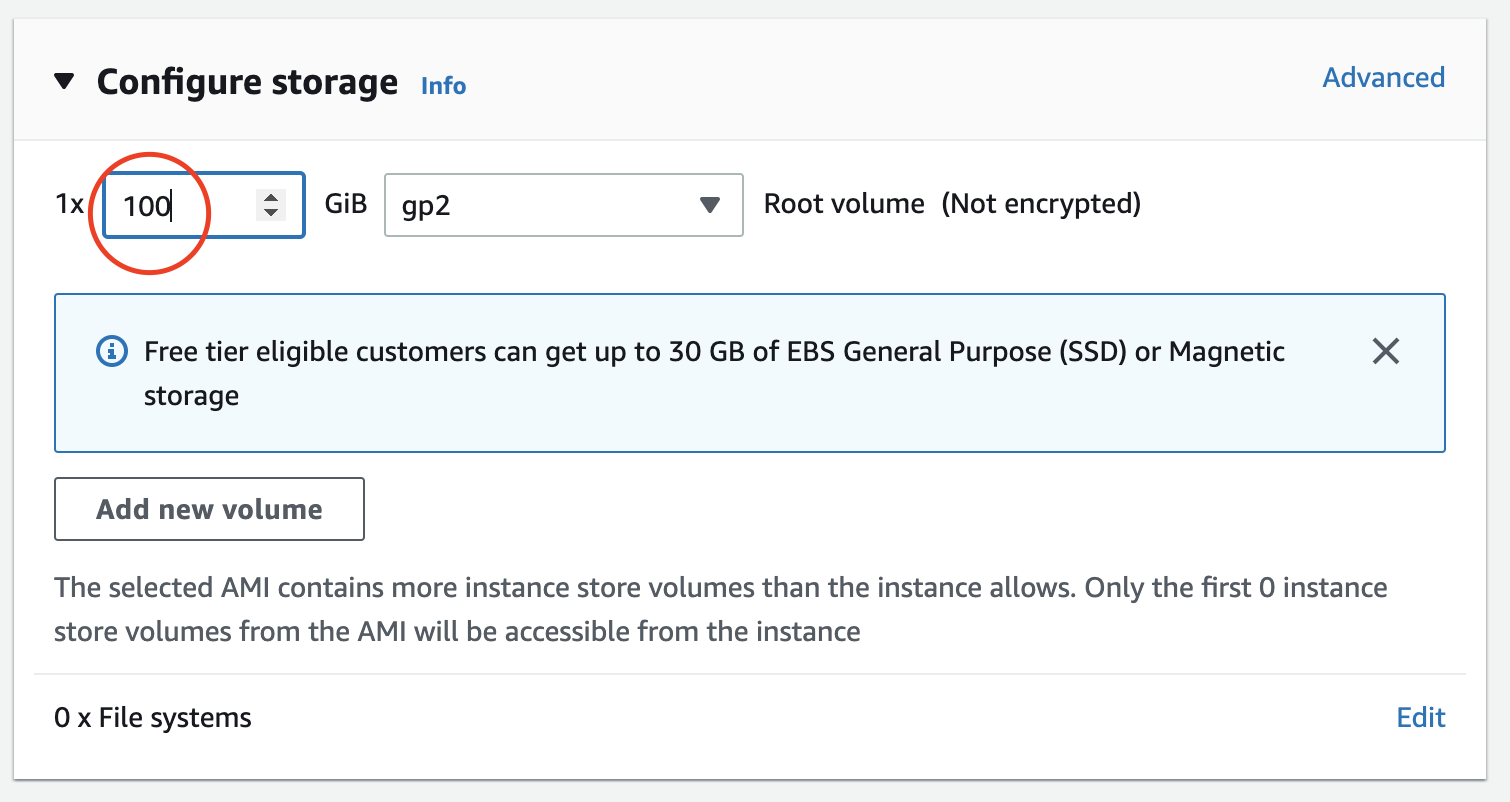 Configure storage Info Advanced
1x 100 GiB gp2 Root volume (Not encrypted)
Free tier eligible customers can get up to 30 GB of EBS General Purpose (SSD) or Magnetic
storage
Add new volume
The selected AMI contains more instance store volumes than the instance allows. Only the first 0 instance
store volumes from the AMI will be accessible from the instance
0 x File systems Edit